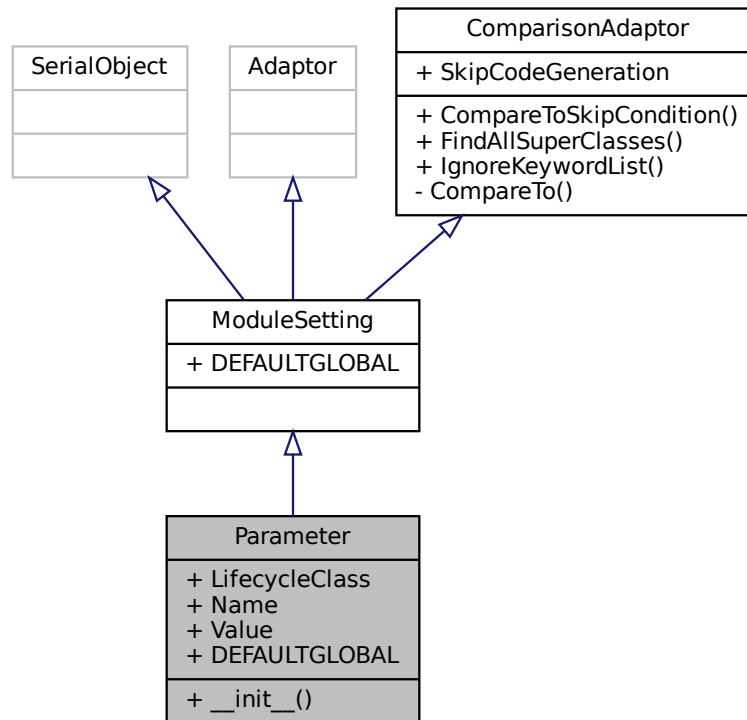 SerialObject
Adaptor
ComparisonAdaptor
+ SkipCodeGeneration
+ CompareToSkipCondition()
+ FindAllSuperClasses()
+ IgnoreKeywordList()
- CompareTo()
ModuleSetting
+ DEFAULTGLOBAL
Parameter
+ LifecycleClass
+ Name
+ Value
+ DEFAULTGLOBAL
+ __init__()